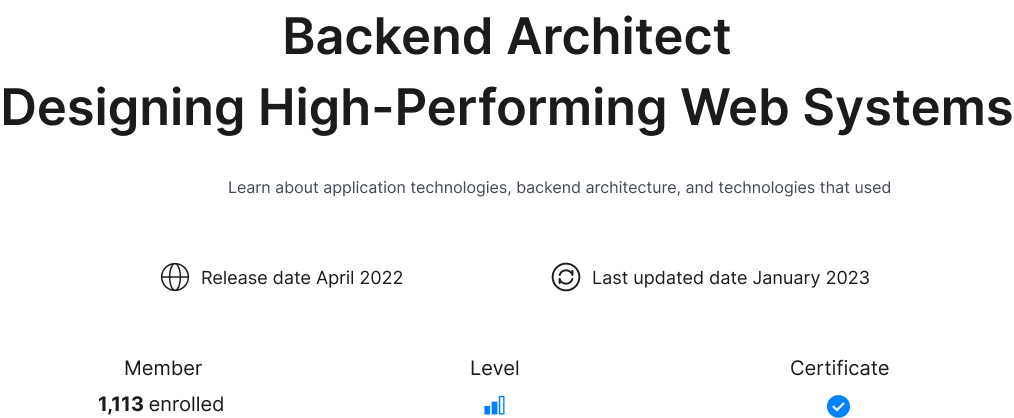 Backend Architect
Designing High-Performing Web Systems
Learn about application technologies, backend architecture, and technologies that used
Release date April 2022
Last updated date January 2023
Member
Level
Certificate
1,113 enrolled